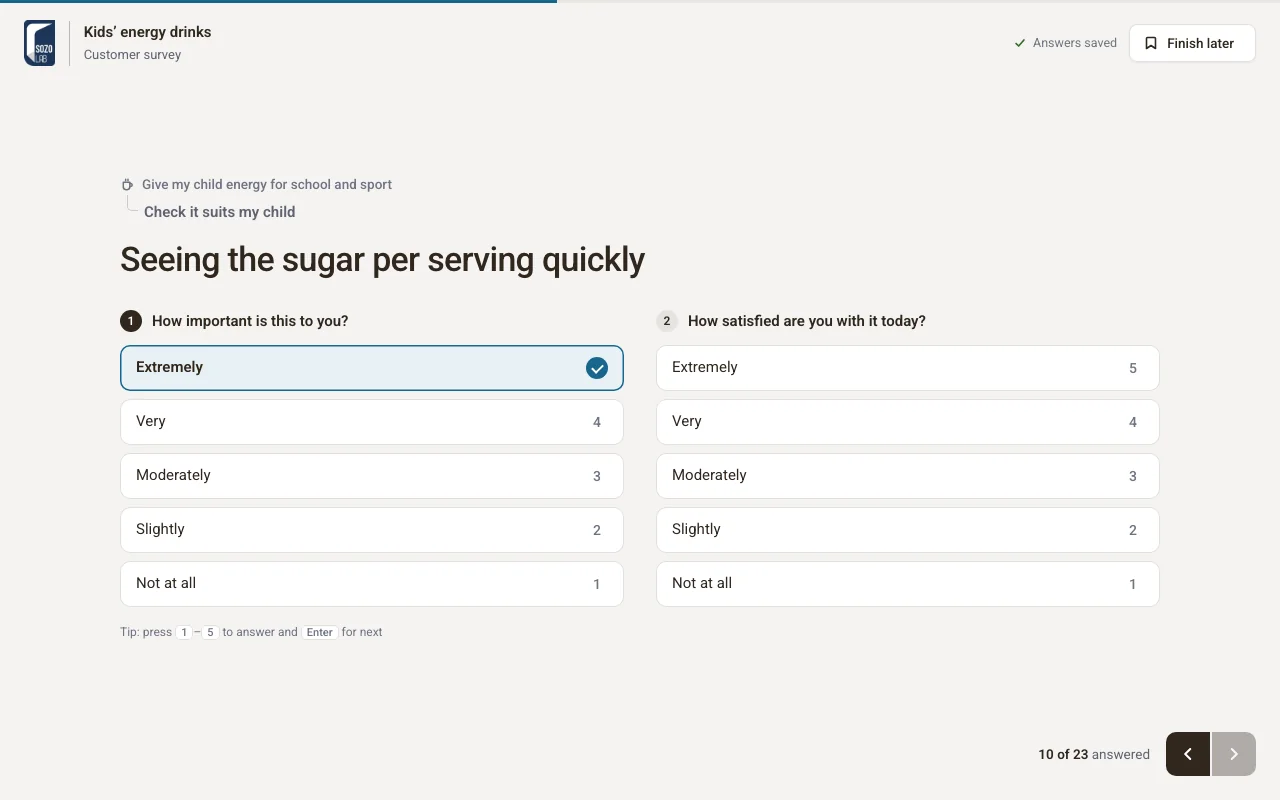 SOZO
LAB
Kids’ energy drinks
Customer survey
Answers saved
Finish later
Give my child energy for school and sport
Check it suits my child
Seeing the sugar per serving quickly
1 How important is this to you?
Extremely
Very 4
Moderately 3
Slightly 2
Not at all 1
2 How satisfied are you with it today?
Extremely 5
Very 4
Moderately 3
Slightly 2
Not at all 1
Tip: press 1 – 5 to answer and Enter for next
10 of 23 answered